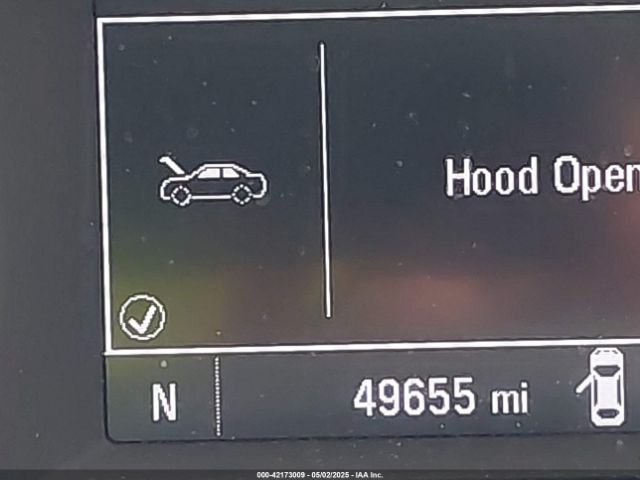 Hood Open
N 49655 mi
000-42173009 - 05/02/2025 - IAA Inc.